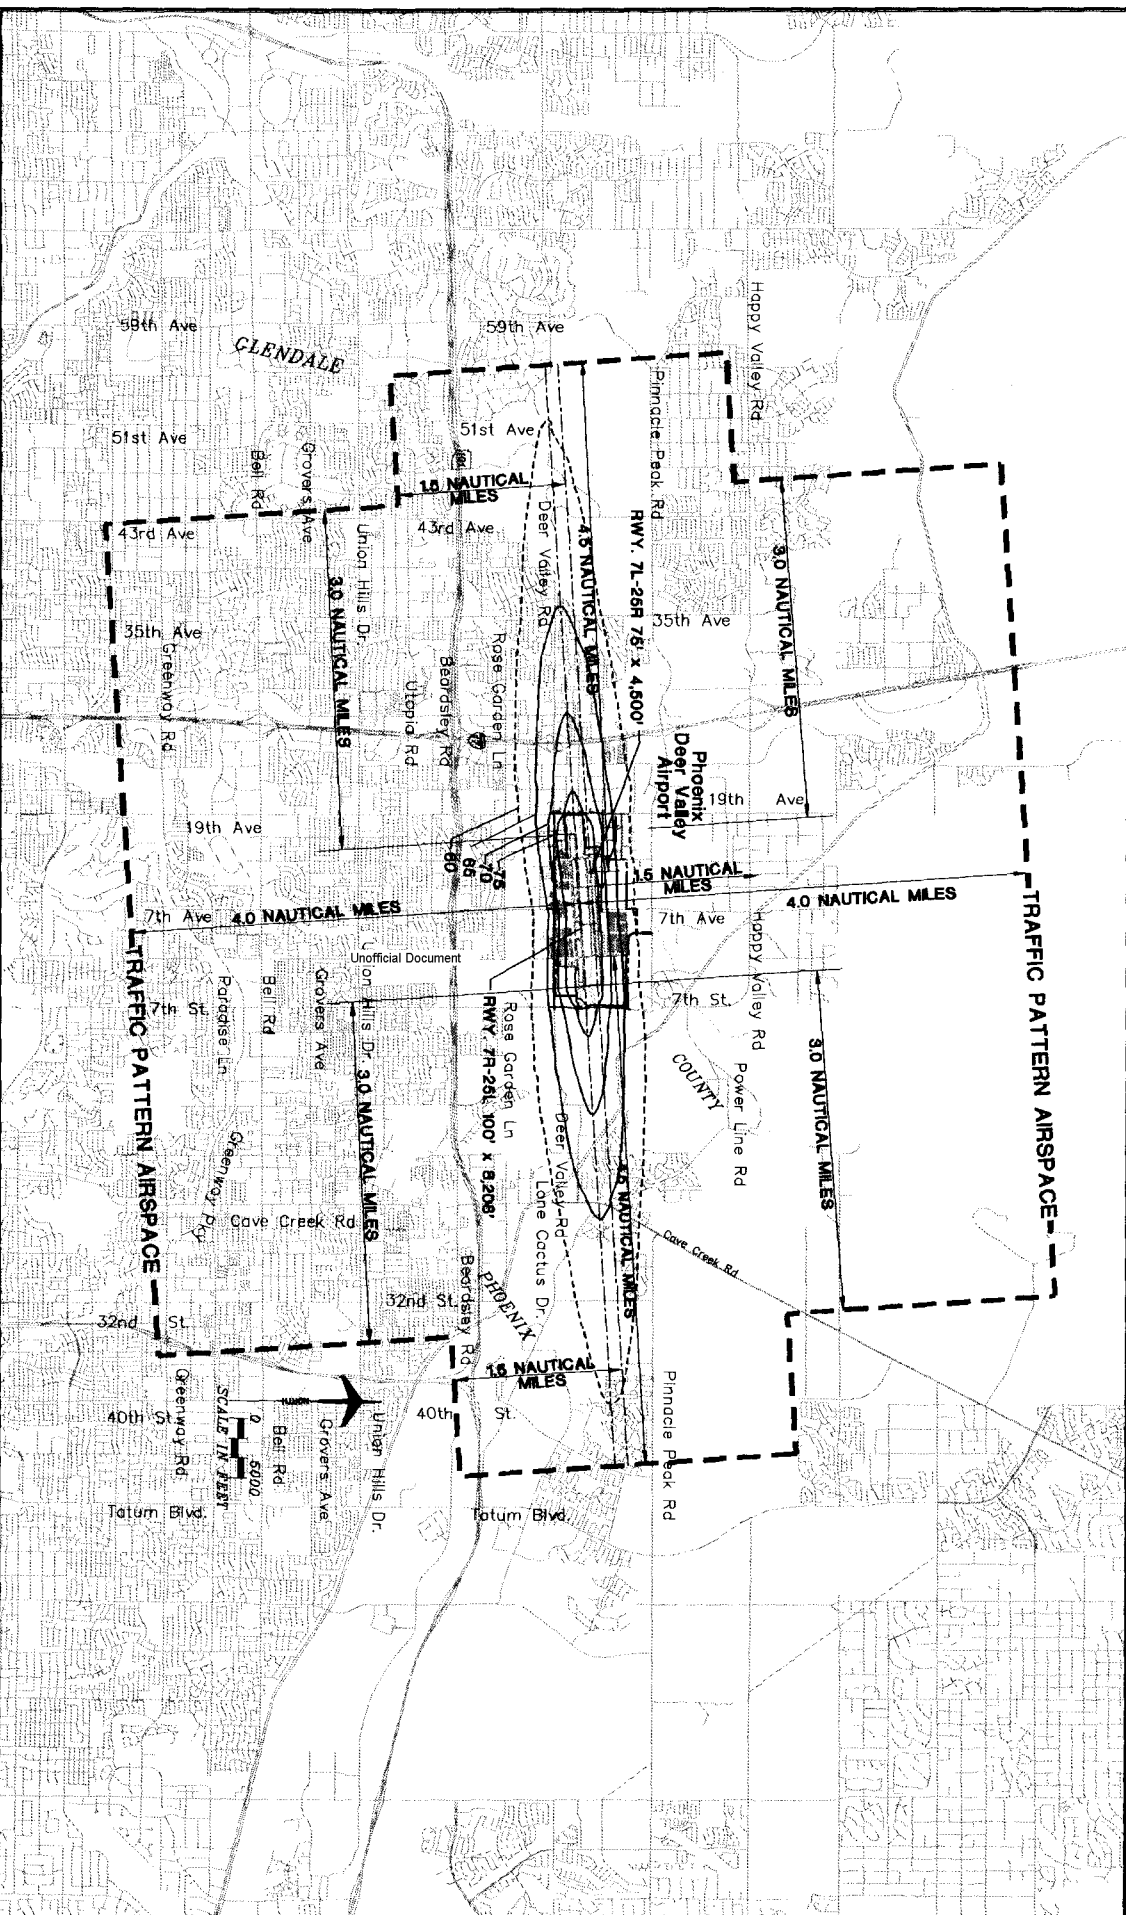 59th Ave
GLENDALE
59th Ave
Happy Valley Rd
51st Ave
Bell Rd
Grovers Ave
51st Ave
Pinnacle Peak Rd
1.5 NAUTICAL
MILES
43rd Ave
Union Hills Dr.
43rd Ave
Deer Valley Rd
4.5 NAUTICAL MILES
RWY. 7L-25R 75' x 4,500'
3.0 NAUTICAL MILES
3.0 NAUTICAL MILES
35th Ave
Greenway Rd
35th Ave
Utopia Rd
Beardsley Rd
Rose Garden Ln
Phoenix
Deer Valley
Airport
19th Ave
19th Ave
60
65
70
75
1.5 NAUTICAL
MILES
7th Ave
4.0 NAUTICAL MILES
7th Ave
4.0 NAUTICAL MILES
Unofficial Document
TRAFFIC PATTERN AIRSPACE
TRAFFIC PATTERN AIRSPACE
7th St.
Paradise Ln
Bell Rd
Grovers Ave
Union Hills Dr.
3.0 NAUTICAL MILES
RWY. 7R-25L 100' x 8,208'
Rose Garden Ln
7th St.
Happy Valley Rd
COUNTY
Power Line Rd
3.0 NAUTICAL MILES
Greenway Pky
Cave Creek Rd
Deer Valley Rd
Lone Cactus Dr.
4.5 NAUTICAL MILES
Cave Creek Rd
32nd St.
32nd St.
Beardsley Rd
PHOENIX
1.5 NAUTICAL
MILES
Pinnacle Peak Rd
40th St.
40th St.
Greenway Rd
SCALE IN FEET
0 5000
Bell Rd
Grovers Ave
Union Hills Dr.
NORTH
Tatum Blvd.
Tatum Blvd.